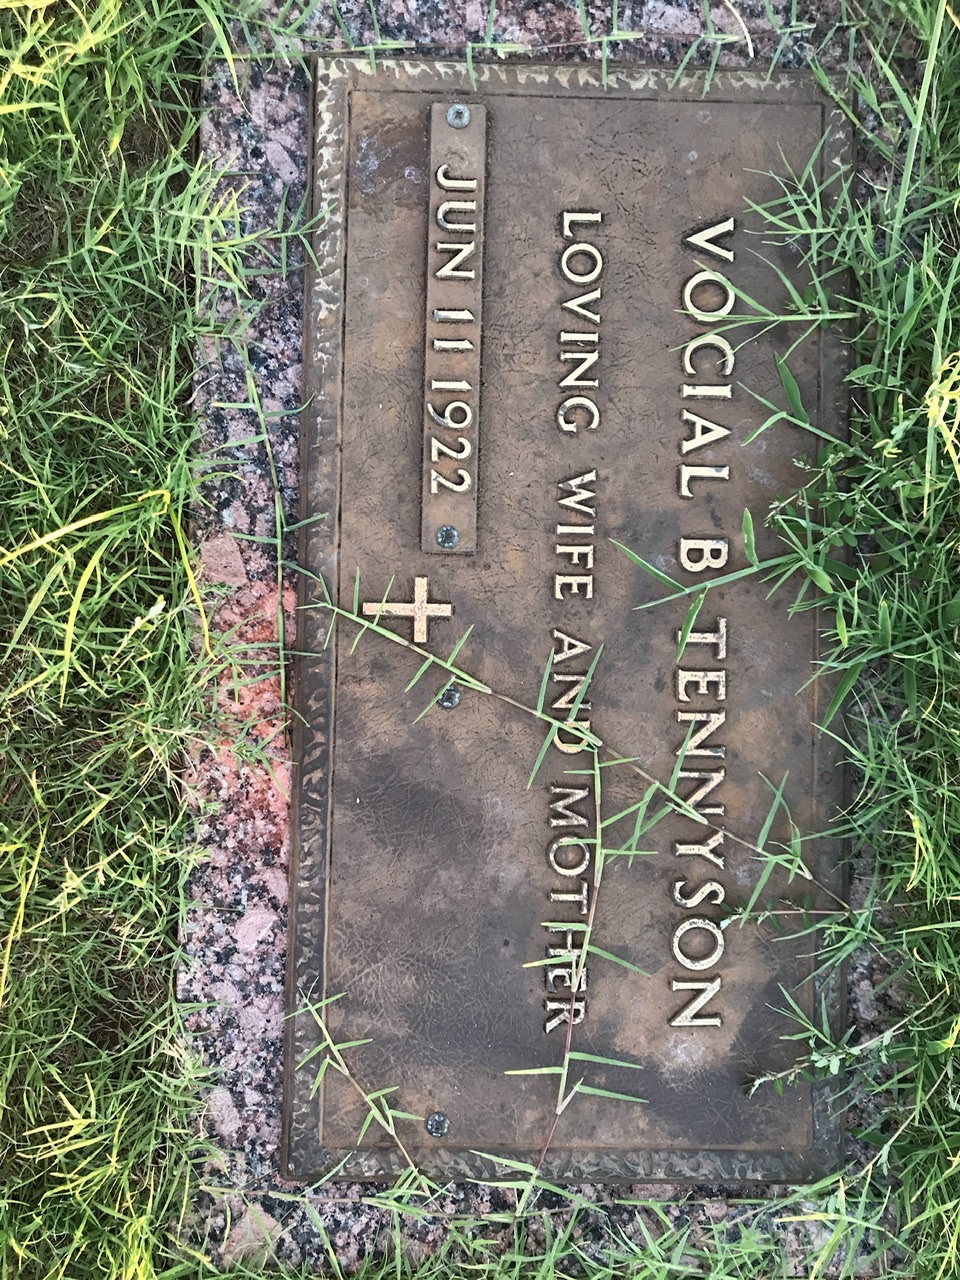 VOCIAL B TENNYSON
LOVING WIFE AND MOTHER
JUN 11 1922